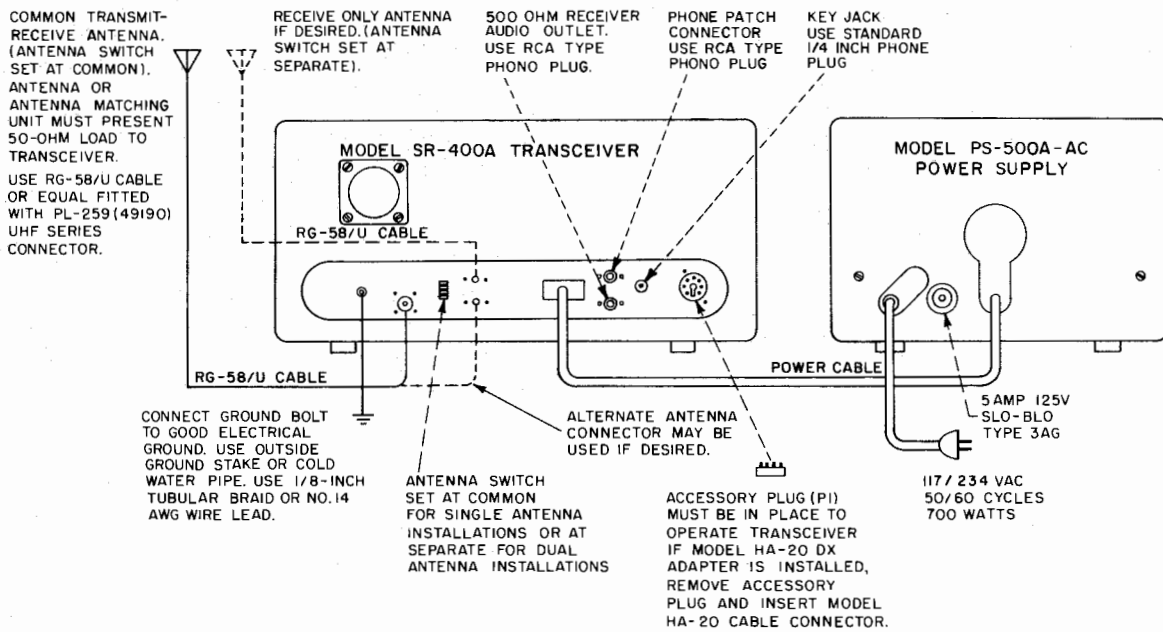 COMMON TRANSMIT-
RECEIVE ANTENNA.
(ANTENNA SWITCH
SET AT COMMON).
ANTENNA OR
ANTENNA MATCHING
UNIT MUST PRESENT
50-OHM LOAD TO
TRANSCEIVER.
USE RG-58/U CABLE
OR EQUAL FITTED
WITH PL-259(49190)
UHF SERIES
CONNECTOR.
RECEIVE ONLY ANTENNA
IF DESIRED.(ANTENNA
SWITCH SET AT
SEPARATE).
500 OHM RECEIVER
AUDIO OUTLET.
USE RCA TYPE
PHONO PLUG.
PHONE PATCH
CONNECTOR
USE RCA TYPE
PHONO PLUG
KEY JACK
USE STANDARD
1/4 INCH PHONE
PLUG
MODEL SR-400A TRANSCEIVER
RG-58/U CABLE
MODEL PS-500A-AC
POWER SUPPLY
RG-58/U CABLE
POWER CABLE
CONNECT GROUND BOLT
TO GOOD ELECTRICAL
GROUND. USE OUTSIDE
GROUND STAKE OR COLD
WATER PIPE. USE 1/8-INCH
TUBULAR BRAID OR NO.14
AWG WIRE LEAD.
ANTENNA SWITCH
SET AT COMMON
FOR SINGLE ANTENNA
INSTALLATIONS OR AT
SEPARATE FOR DUAL
ANTENNA INSTALLATIONS
ALTERNATE ANTENNA
CONNECTOR MAY BE
USED IF DESIRED.
ACCESSORY PLUG (P1)
MUST BE IN PLACE TO
OPERATE TRANSCEIVER
IF MODEL HA-20 DX
ADAPTER IS INSTALLED,
REMOVE ACCESSORY
PLUG AND INSERT MODEL
HA-20 CABLE CONNECTOR.
5 AMP 125V
SLO-BLO
TYPE 3AG
117/234 VAC
50/60 CYCLES
700 WATTS